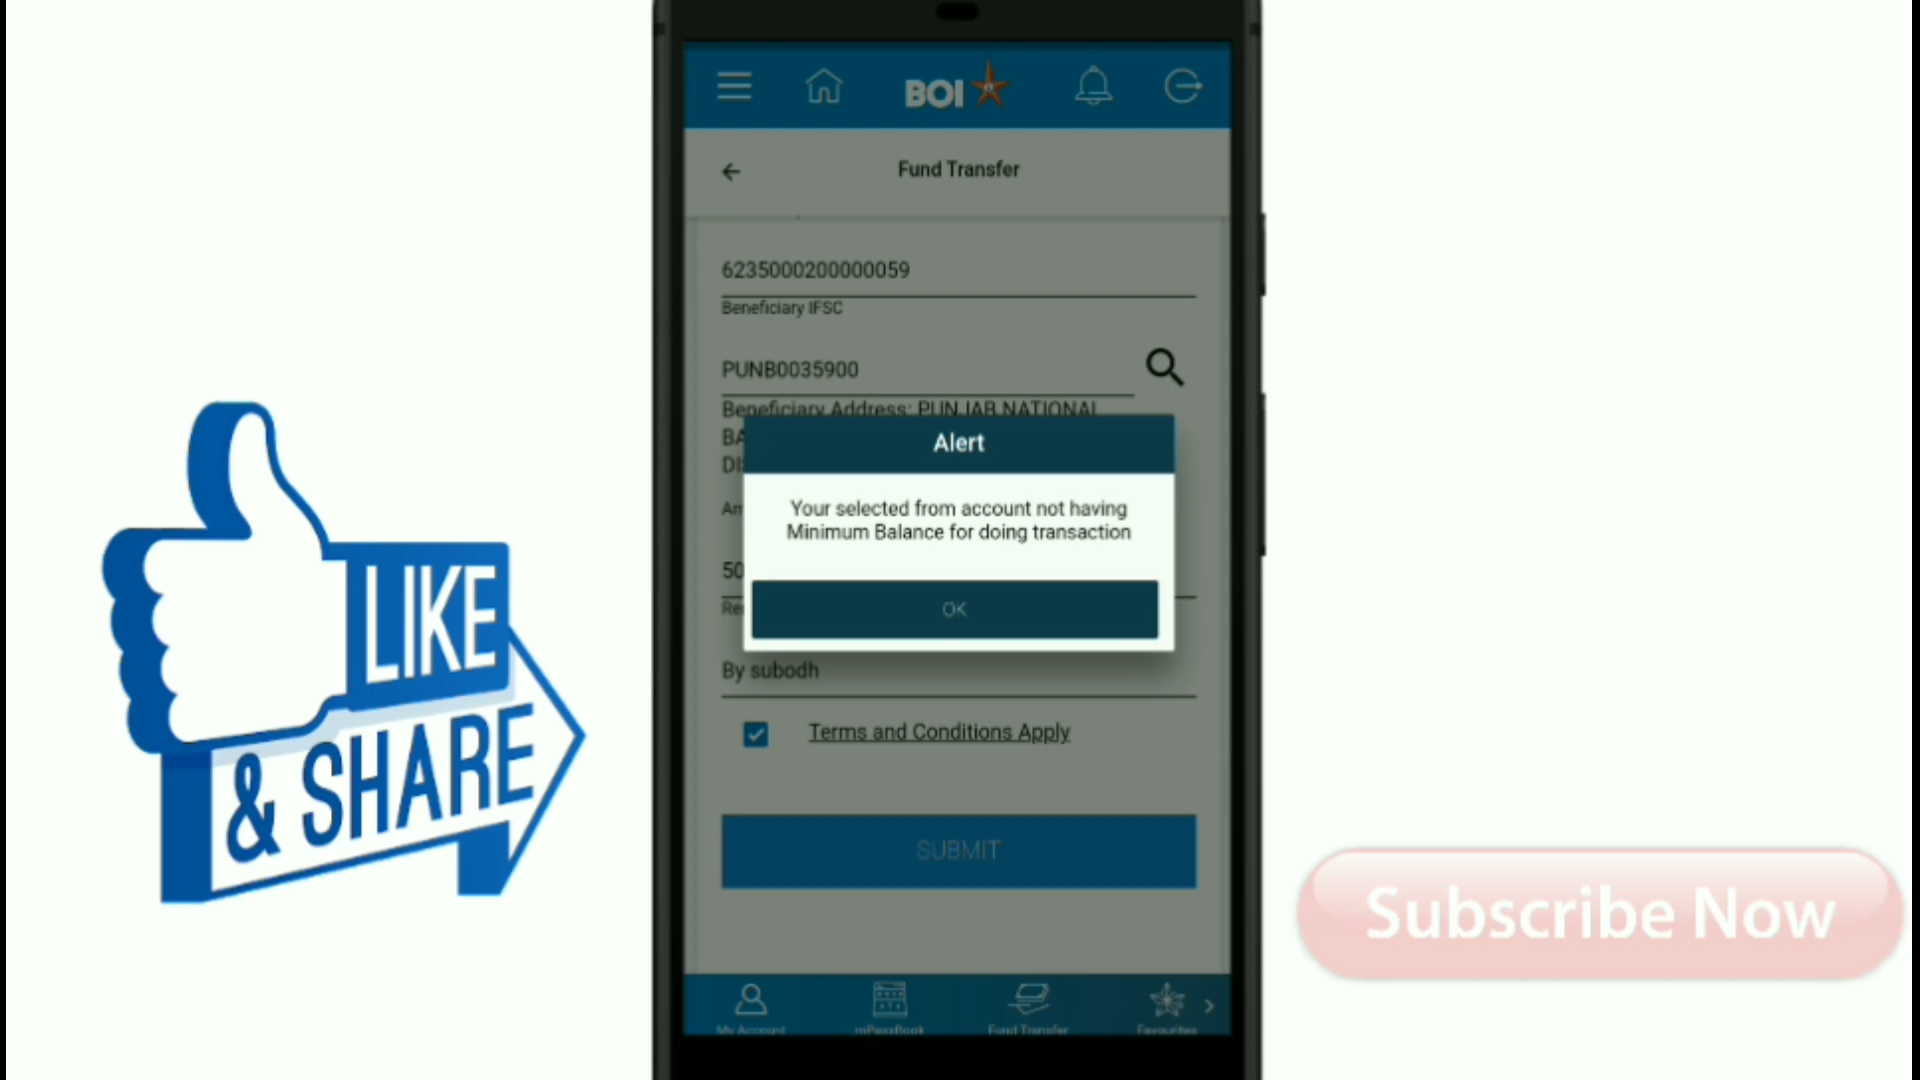 BOI
Fund Transfer
6235000200000059
Beneficiary IFSC
PUNB0035900
Beneficiary Address: PUNJAB NATIONAL
BA
DI
Alert
Your selected from account not having
Minimum Balance for doing transaction
Am
50
OK
Re
By subodh
Terms and Conditions Apply
SUBMIT
My Account
mPassBook
Fund Transfer
Favourites
LIKE
& SHARE
Subscribe Now